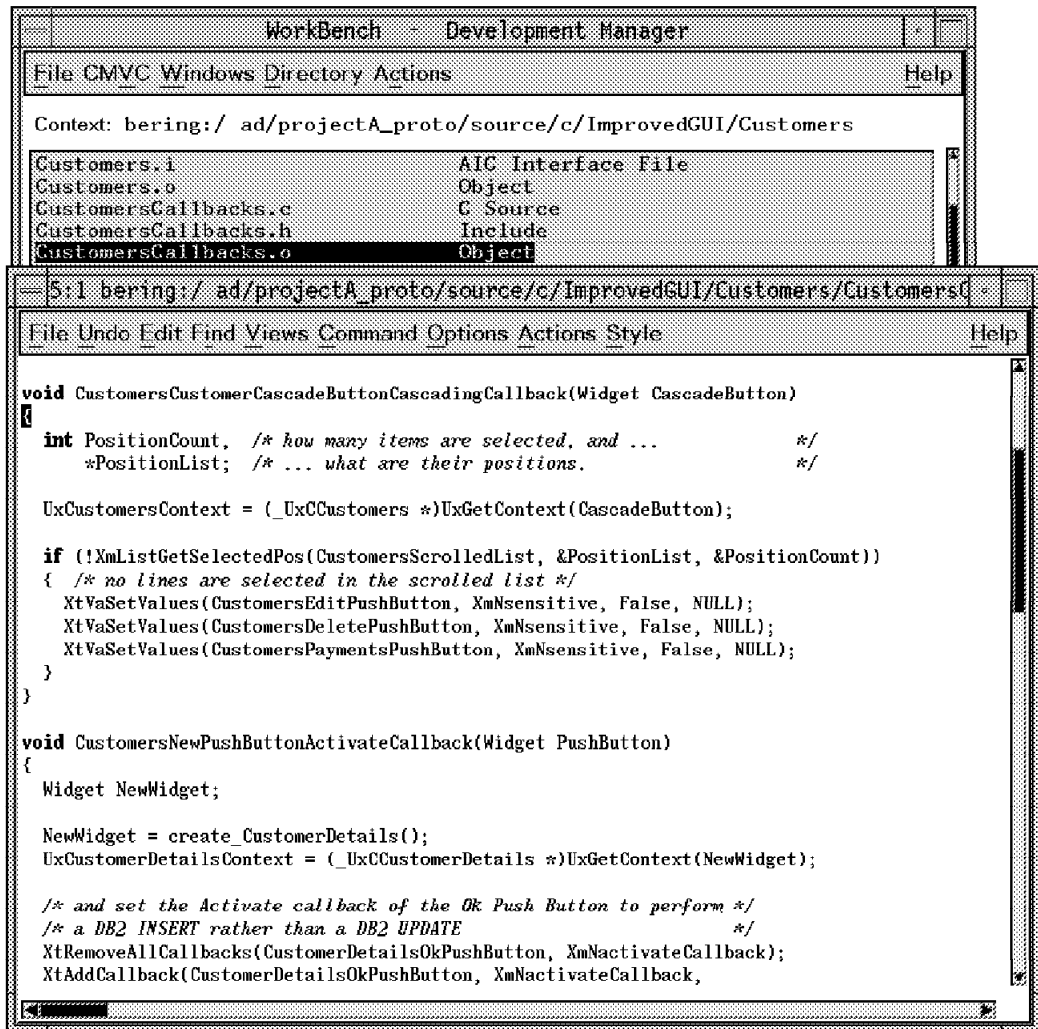 WorkBench - Development Manager
File CMVC Windows Directory Actions Help
Context: bering:/ ad/projectA_proto/source/c/ImprovedGUI/Customers
Customers.i AIC Interface File
Customers.o Object
CustomersCallbacks.c C Source
CustomersCallbacks.h Include
CustomersCallbacks.o Object
5:1 bering:/ ad/projectA_proto/source/c/ImprovedGUI/Customers/CustomersC
File Undo Edit Find Views Command Options Actions Style Help
void CustomersCustomerCascadeButtonCascadingCallback(Widget CascadeButton)
{
int PositionCount, /* how many items are selected, and ... */
*PositionList; /* ... what are their positions. */
UxCustomersContext = (_UxCCustomers *)UxGetContext(CascadeButton);
if (!XmListGetSelectedPos(CustomersScrolledList, &PositionList, &PositionCount))
{ /* no lines are selected in the scrolled list */
XtVaSetValues(CustomersEditPushButton, XmNsensitive, False, NULL);
XtVaSetValues(CustomersDeletePushButton, XmNsensitive, False, NULL);
XtVaSetValues(CustomersPaymentsPushButton, XmNsensitive, False, NULL);
}
}
void CustomersNewPushButtonActivateCallback(Widget PushButton)
{
Widget NewWidget;
NewWidget = create_CustomerDetails();
UxCustomerDetailsContext = (_UxCCustomerDetails *)UxGetContext(NewWidget);
/* and set the Activate callback of the Ok Push Button to perform */
/* a DB2 INSERT rather than a DB2 UPDATE */
XtRemoveAllCallbacks(CustomerDetailsOkPushButton, XmNactivateCallback);
XtAddCallback(CustomerDetailsOkPushButton, XmNactivateCallback,